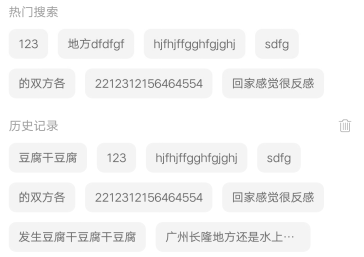 热门搜索
123 地方dfdfgf hjfhjffgghfgjghj sdfg
的双方各 2212312156464554 回家感觉很反感
历史记录
豆腐干豆腐 123 hjfhjffgghfgjghj sdfg
的双方各 2212312156464554 回家感觉很反感
发生豆腐干豆腐干豆腐 广州长隆地方还是水上…